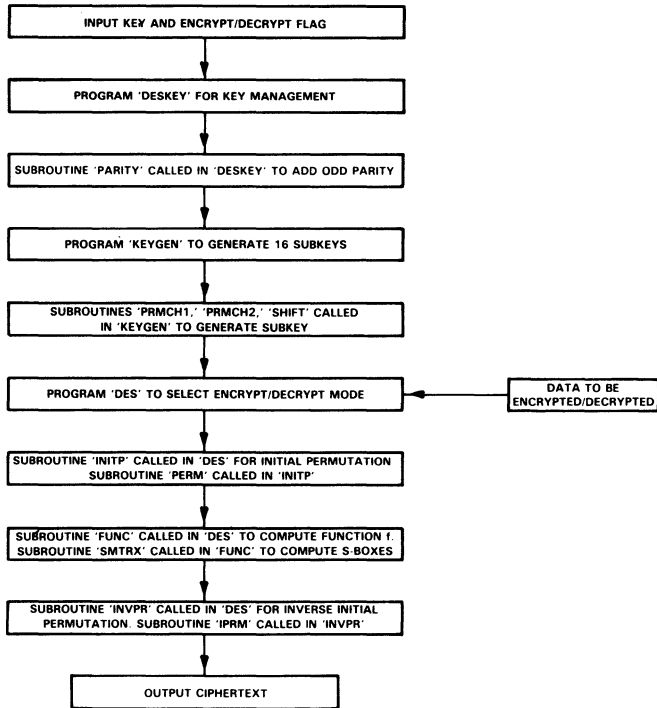 INPUT KEY AND ENCRYPT/DECRYPT FLAG
PROGRAM 'DESKEY' FOR KEY MANAGEMENT
SUBROUTINE 'PARITY' CALLED IN 'DESKEY' TO ADD ODD PARITY
PROGRAM 'KEYGEN' TO GENERATE 16 SUBKEYS
SUBROUTINES 'PRMCH1,' 'PRMCH2,' 'SHIFT' CALLED
IN 'KEYGEN' TO GENERATE SUBKEY
PROGRAM 'DES' TO SELECT ENCRYPT/DECRYPT MODE
DATA TO BE
ENCRYPTED/DECRYPTED
SUBROUTINE 'INITP' CALLED IN 'DES' FOR INITIAL PERMUTATION
SUBROUTINE 'PERM' CALLED IN 'INITP'
SUBROUTINE 'FUNC' CALLED IN 'DES' TO COMPUTE FUNCTION f.
SUBROUTINE 'SMTRX' CALLED IN 'FUNC' TO COMPUTE S-BOXES
SUBROUTINE 'INVPR' CALLED IN 'DES' FOR INVERSE INITIAL
PERMUTATION. SUBROUTINE 'IPRM' CALLED IN 'INVPR'
OUTPUT CIPHERTEXT